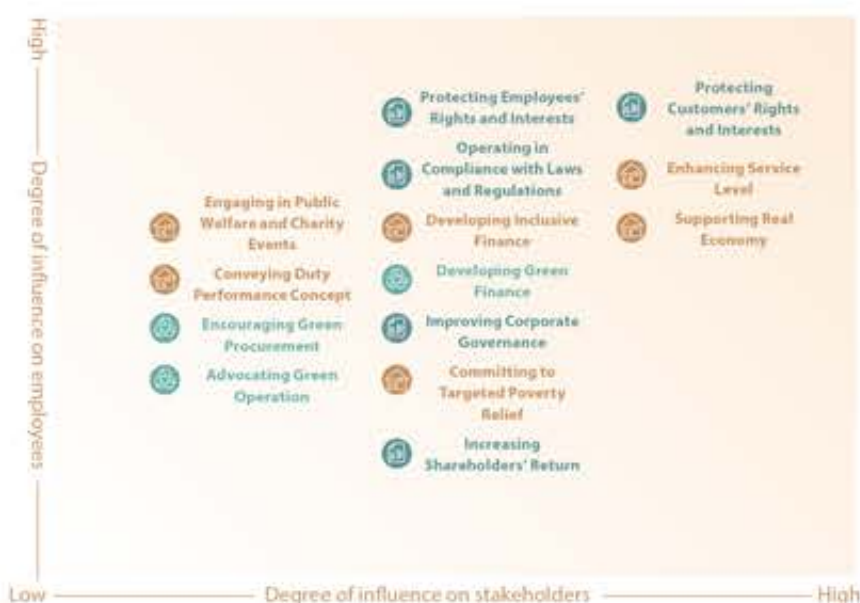 High
Degree of influence on employees
Protecting Employees'
Rights and Interests
Operating in
Compliance with Laws
and Regulations
Developing Inclusive
Finance
Developing Green
Finance
Improving Corporate
Governance
Committing to
Targeted Poverty
Relief
Increasing
Shareholders' Return
Protecting
Customers' Rights
and Interests
Enhancing Service
Level
Supporting Real
Economy
Engaging in Public
Welfare and Charity
Events
Conveying Duty
Performance Concept
Encouraging Green
Procurement
Advocating Green
Operation
Low
Degree of influence on stakeholders
High